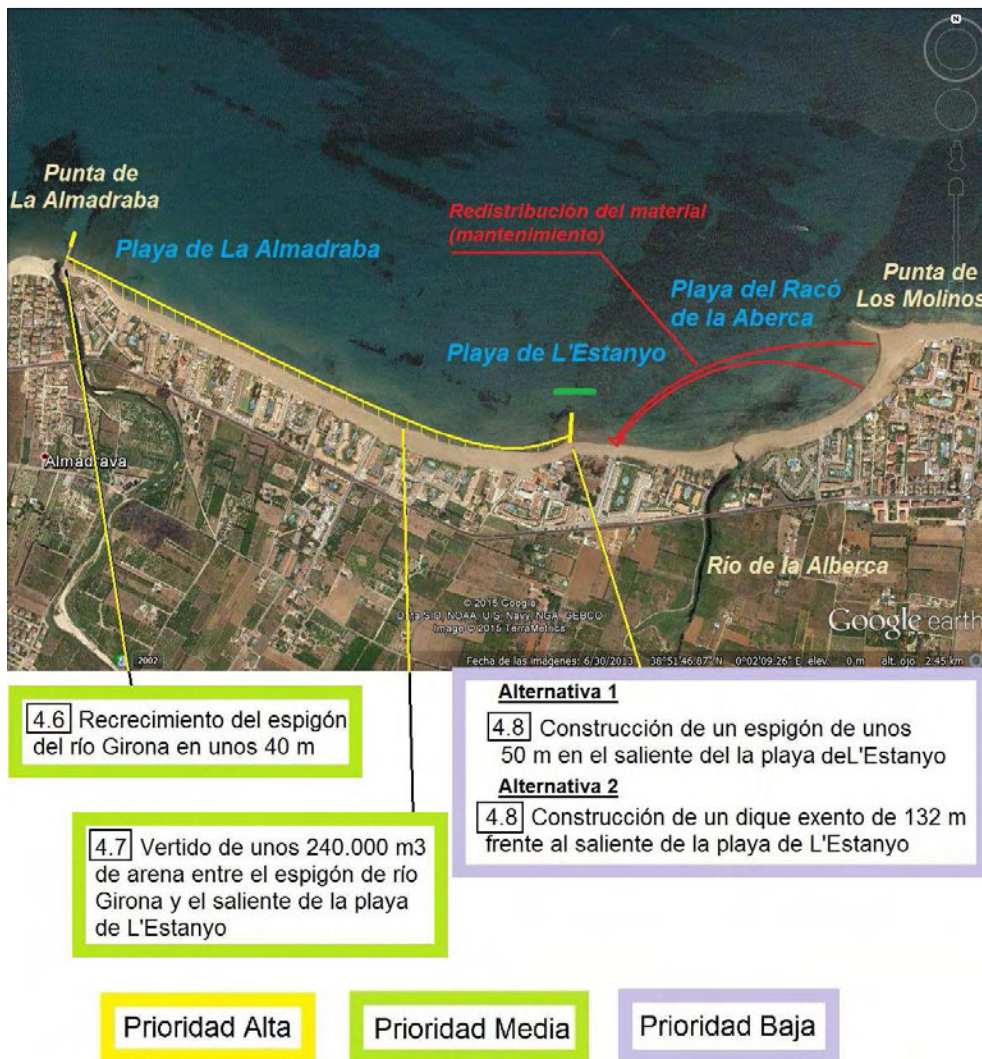 N
Punta de
La Almadraba
Playa de La Almadraba
Redistribución del material
(mantenimiento)
Playa del Racó
de la Aberca
Punta de
Los Molinos
Playa de L'Estanyo
Almadrava
Río de la Alberca
© 2015 Google
Data SIO, NOAA, U.S. Navy, NGA, GEBCO
Image © 2015 TerraMetrics
Google earth
2002
Fecha de las imágenes: 6/30/2013 38°51'46.87" N 0°02'09.26" E elev. 0 m alt. ojo 2.45 km
4.6 Recrecimiento del espigón
del río Girona en unos 40 m
4.7 Vertido de unos 240.000 m3
de arena entre el espigón de río
Girona y el saliente de la playa
de L'Estanyo
Alternativa 1
4.8 Construcción de un espigón de unos
50 m en el saliente del la playa deL'Estanyo
Alternativa 2
4.8 Construcción de un dique exento de 132 m
frente al saliente de la playa de L'Estanyo
Prioridad Alta
Prioridad Media
Prioridad Baja